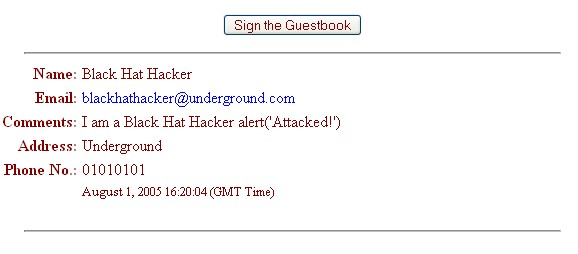 Sign the Guestbook
Name: Black Hat Hacker
Email: blackhathacker@underground.com
Comments: I am a Black Hat Hacker alert('Attacked!')
Address: Underground
Phone No.: 01010101
August 1, 2005 16:20:04 (GMT Time)